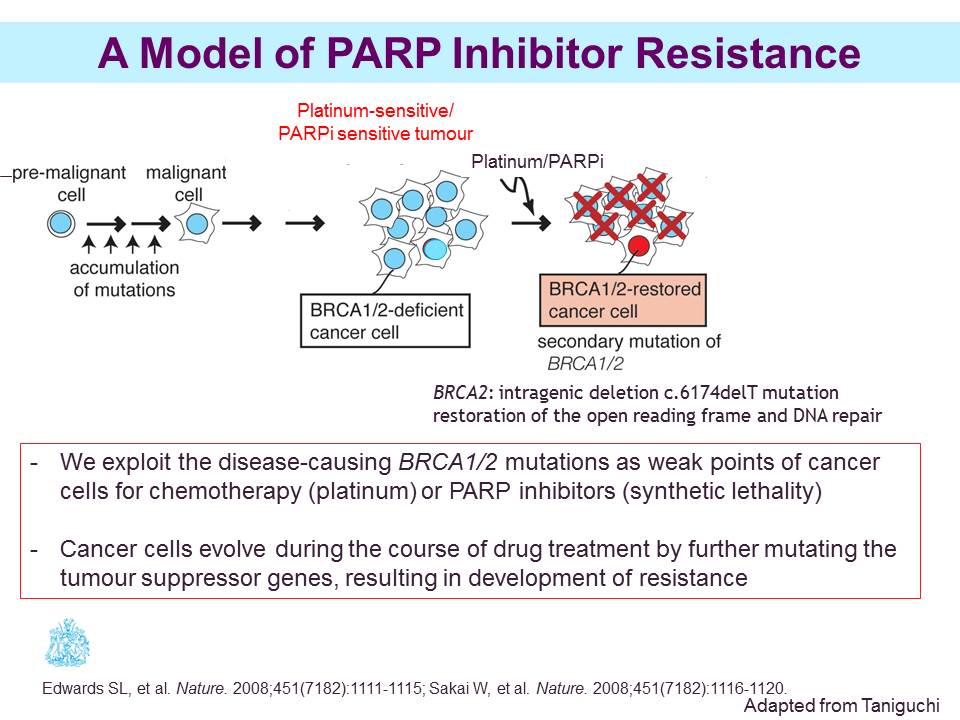 A Model of PARP Inhibitor Resistance
Platinum-sensitive/
PARPi sensitive tumour
Platinum/PARPi
pre-malignant
cell
malignant
cell
accumulation
of mutations
BRCA1/2-deficient
cancer cell
BRCA1/2-restored
cancer cell
secondary mutation of
BRCA1/2
BRCA2: intragenic deletion c.6174delT mutation
restoration of the open reading frame and DNA repair
- We exploit the disease-causing BRCA1/2 mutations as weak points of cancer
cells for chemotherapy (platinum) or PARP inhibitors (synthetic lethality)
- Cancer cells evolve during the course of drug treatment by further mutating the
tumour suppressor genes, resulting in development of resistance
Edwards SL, et al. Nature. 2008;451(7182):1111-1115; Sakai W, et al. Nature. 2008;451(7182):1116-1120.
Adapted from Taniguchi